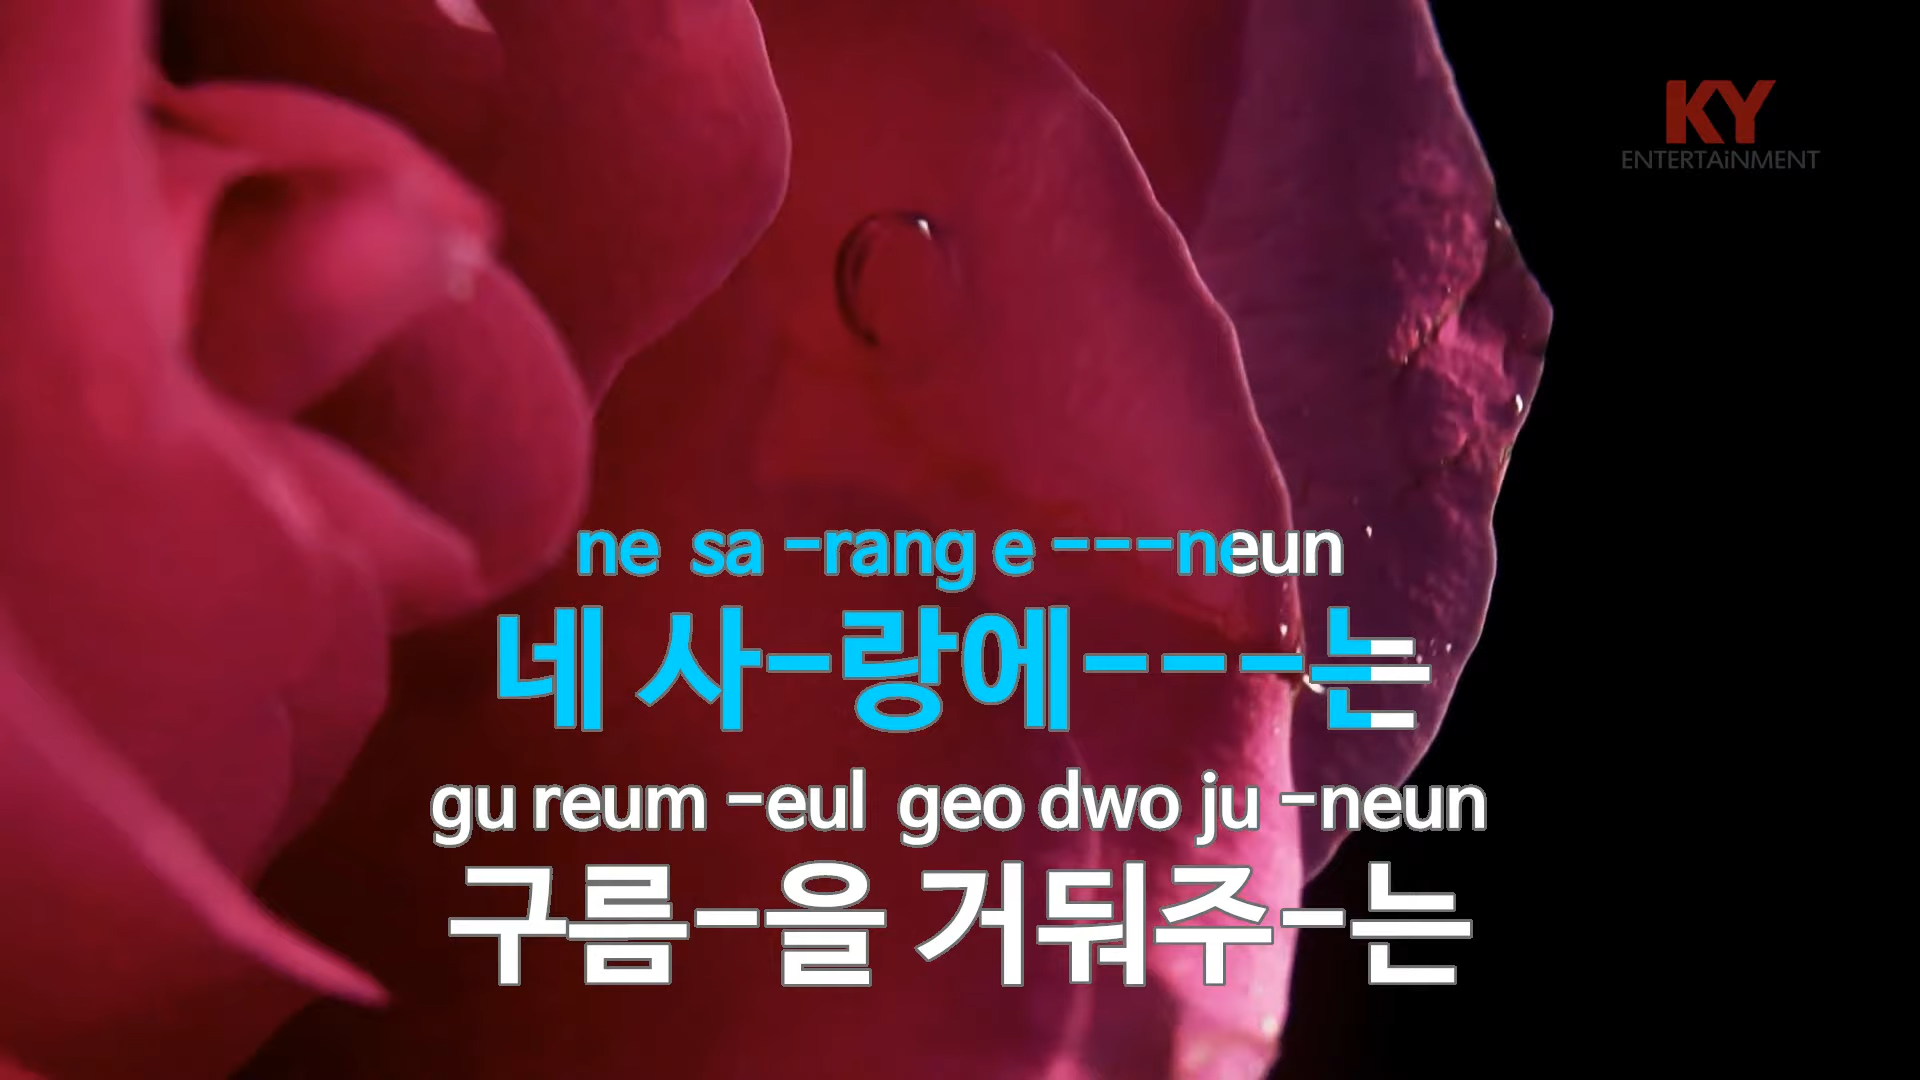 KY
ENTERTAiNMENT
ne sa -rang e ---neun
네 사-랑에---는
gu reum -eul geo dwo ju -neun
구름-을 거둬주-는